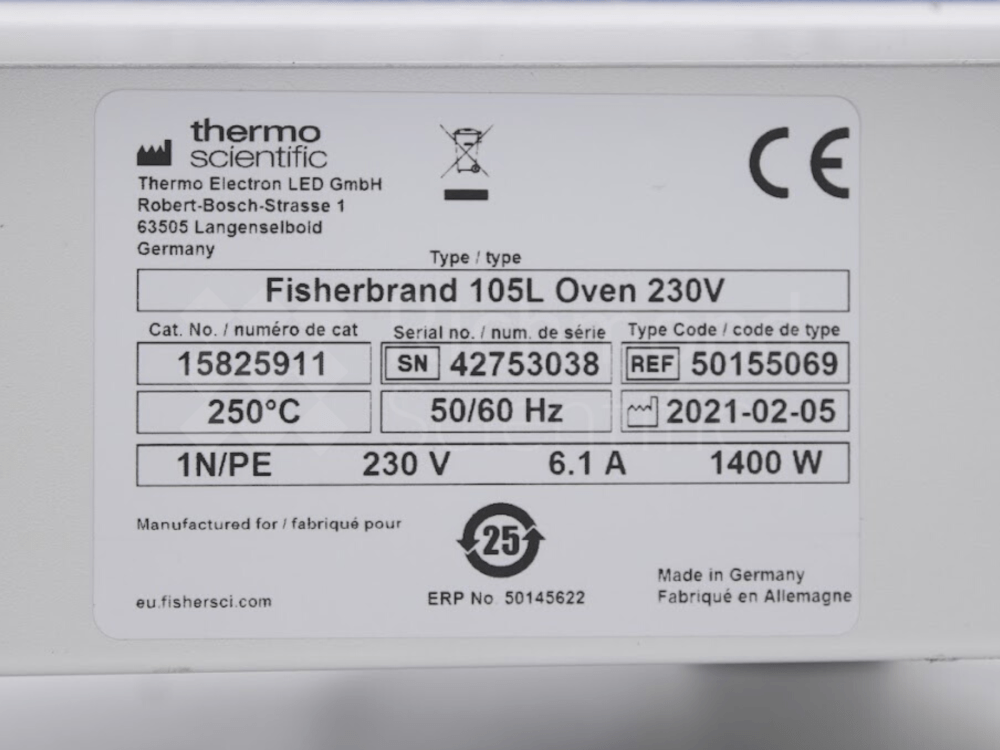 thermo
scientific
Thermo Electron LED GmbH
Robert-Bosch-Strasse 1
63505 Langenselbold
Germany
CE
Type / type
Fisherbrand 105L Oven 230V
Cat. No. / numéro de cat
Serial no. / num. de série
Type Code / code de type
15825911
SN 42753038
REF 50155069
250°C
50/60 Hz
2021-02-05
1N/PE 230 V 6.1 A 1400 W
Manufactured for / fabriqué pour
25
eu.fishersci.com
ERP No. 50145622
Made in Germany
Fabriqué en Allemagne
Richmond
Scientific